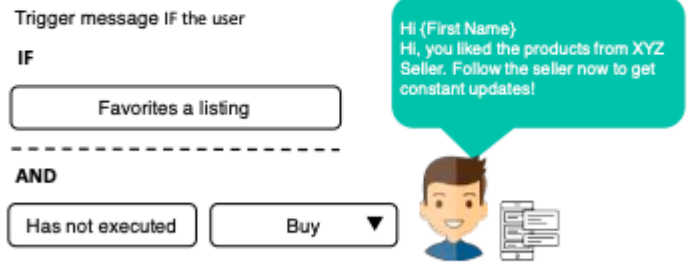 Trigger message IF the user
IF
Favorites a listing
AND
Has not executed
Buy
Hi {First Name}
Hi, you liked the products from XYZ
Seller. Follow the seller now to get
constant updates!